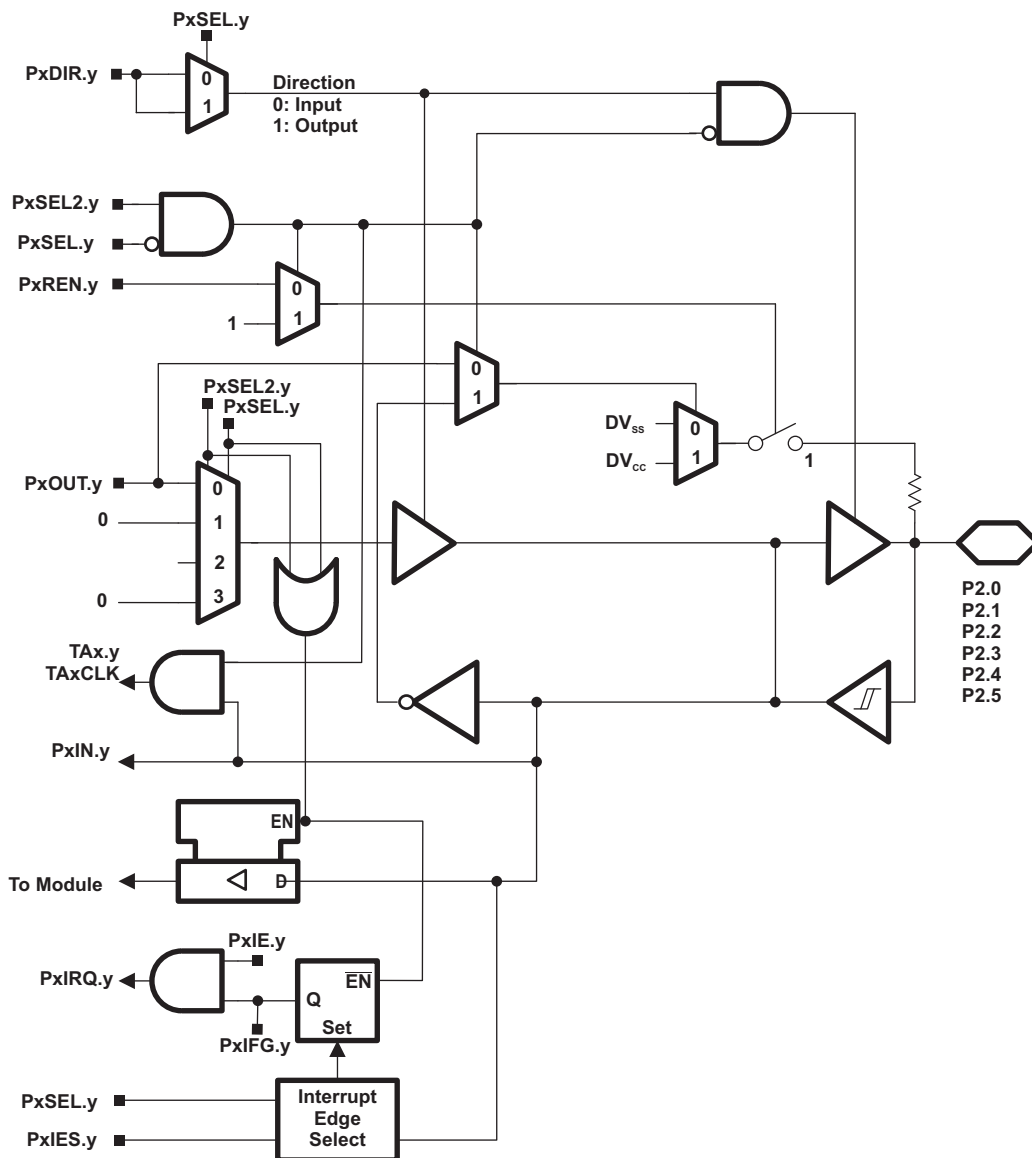 PxSEL.y
PxDIR.y
0
1
Direction
0: Input
1: Output
PxSEL2.y
PxSEL.y
PxREN.y
0
1
1
0
1
PxSEL2.y
PxSEL.y
DVSS
0
DVCC
1
1
PxOUT.y
0
0
1
2
0
3
P2.0
P2.1
P2.2
P2.3
P2.4
P2.5
TAx.y
TAxCLK
PxIN.y
EN
To Module
D
PxIE.y
PxIRQ.y
EN
Q
Set
PxIFG.y
PxSEL.y
PxIES.y
Interrupt
Edge
Select